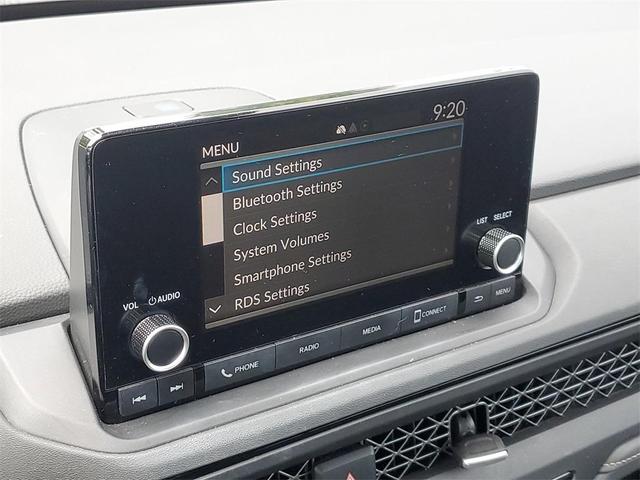 9:20
MENU
Sound Settings
Bluetooth Settings
Clock Settings
System Volumes
Smartphone Settings
RDS Settings
LIST SELECT
VOL AUDIO
PHONE RADIO MEDIA CONNECT MENU